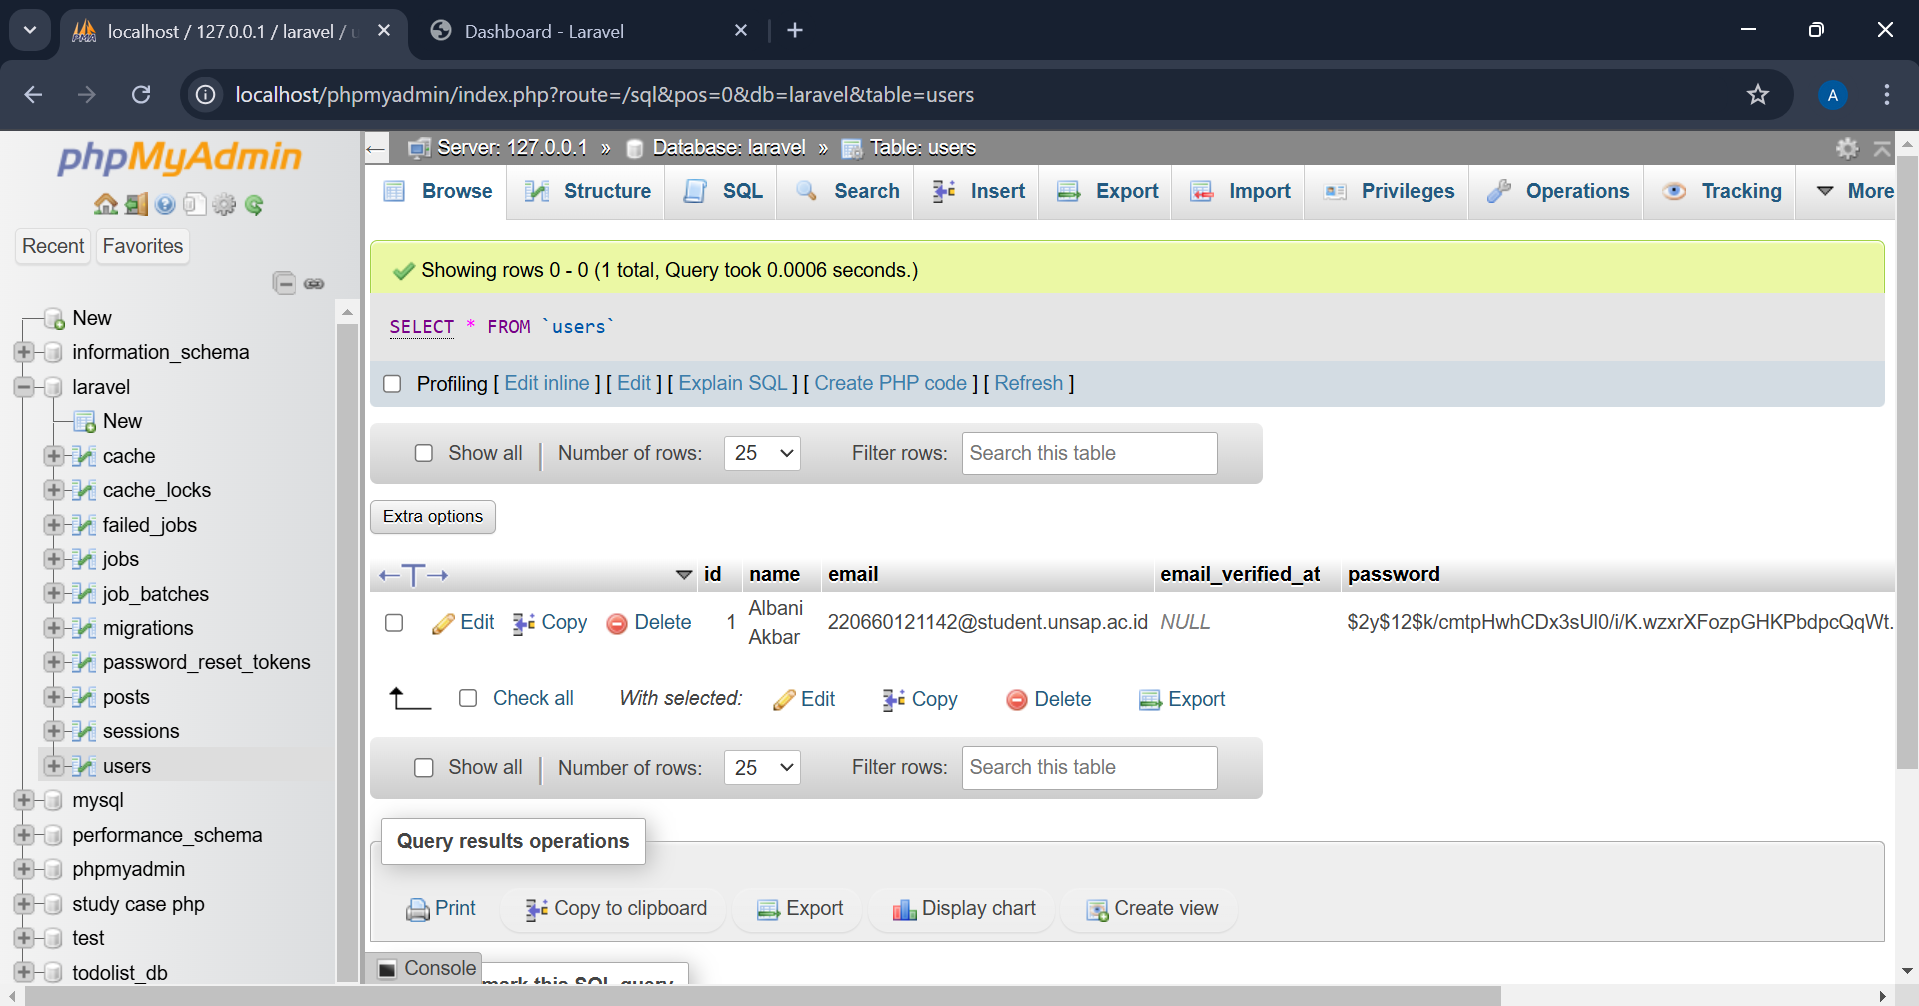 localhost / 127.0.0.1 / laravel /
Dashboard - Laravel
localhost/phpmyadmin/index.php?route=/sql&pos=0&db=laravel&table=users
A
phpMyAdmin
Recent
Favorites
New
information_schema
laravel
New
cache
cache_locks
failed_jobs
jobs
job_batches
migrations
password_reset_tokens
posts
sessions
users
mysql
performance_schema
phpmyadmin
study case php
test
todolist_db
Server: 127.0.0.1 » Database: laravel » Table: users
Browse Structure SQL Search Insert Export Import Privileges Operations Tracking More
Showing rows 0 - 0 (1 total, Query took 0.0006 seconds.)
SELECT * FROM `users`
Profiling [ Edit inline ] [ Edit ] [ Explain SQL ] [ Create PHP code ] [ Refresh ]
Show all Number of rows: 25 Filter rows: Search this table
Extra options
id name email email_verified_at password
Edit Copy Delete 1 Albani 220660121142@student.unsap.ac.id NULL $2y$12$k/cmtpHwhCDx3sUl0/i/K.wzxrXFozpGHKPbdpcQqWt.
Akbar
Check all With selected: Edit Copy Delete Export
Show all Number of rows: 25 Filter rows: Search this table
Query results operations
Print Copy to clipboard Export Display chart Create view
Console
mark this SQL query